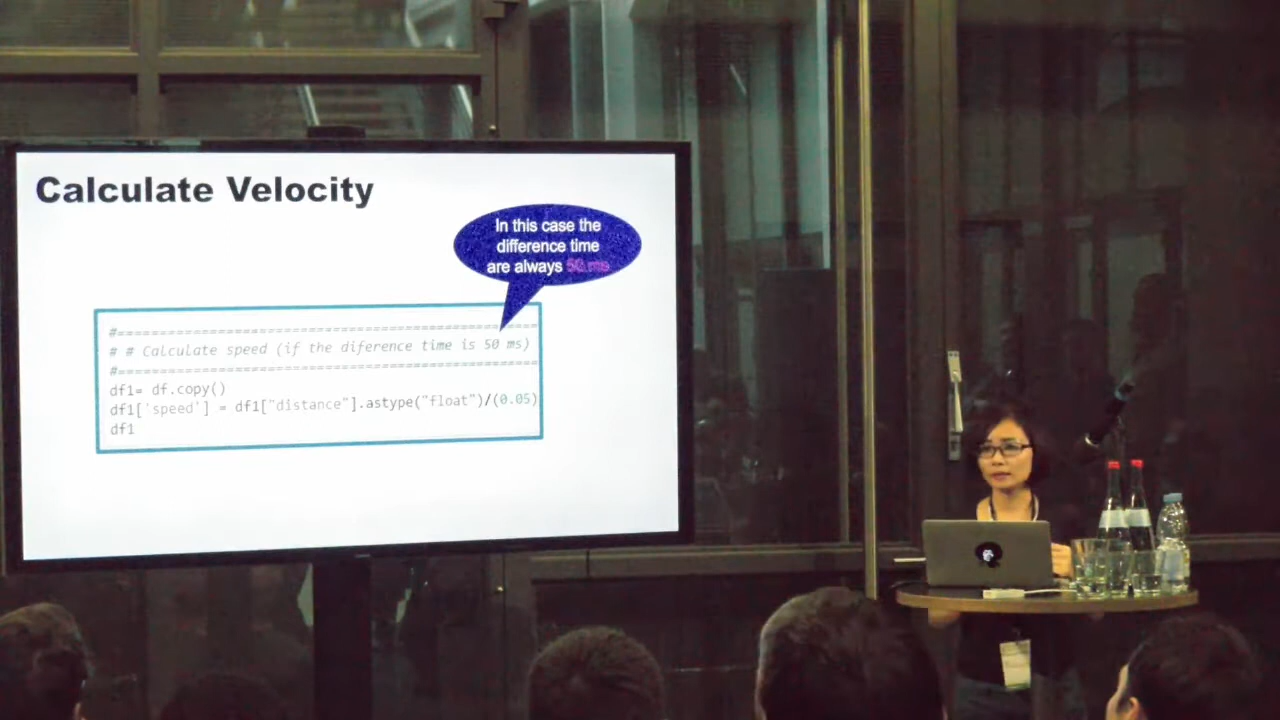 Calculate Velocity
In this case the
difference time
are always 50 ms
#==================================================
# # Calculate speed (if the diference time is 50 ms)
#==================================================
df1= df.copy()
df1['speed'] = df1["distance"].astype("float")/(0.05)
df1